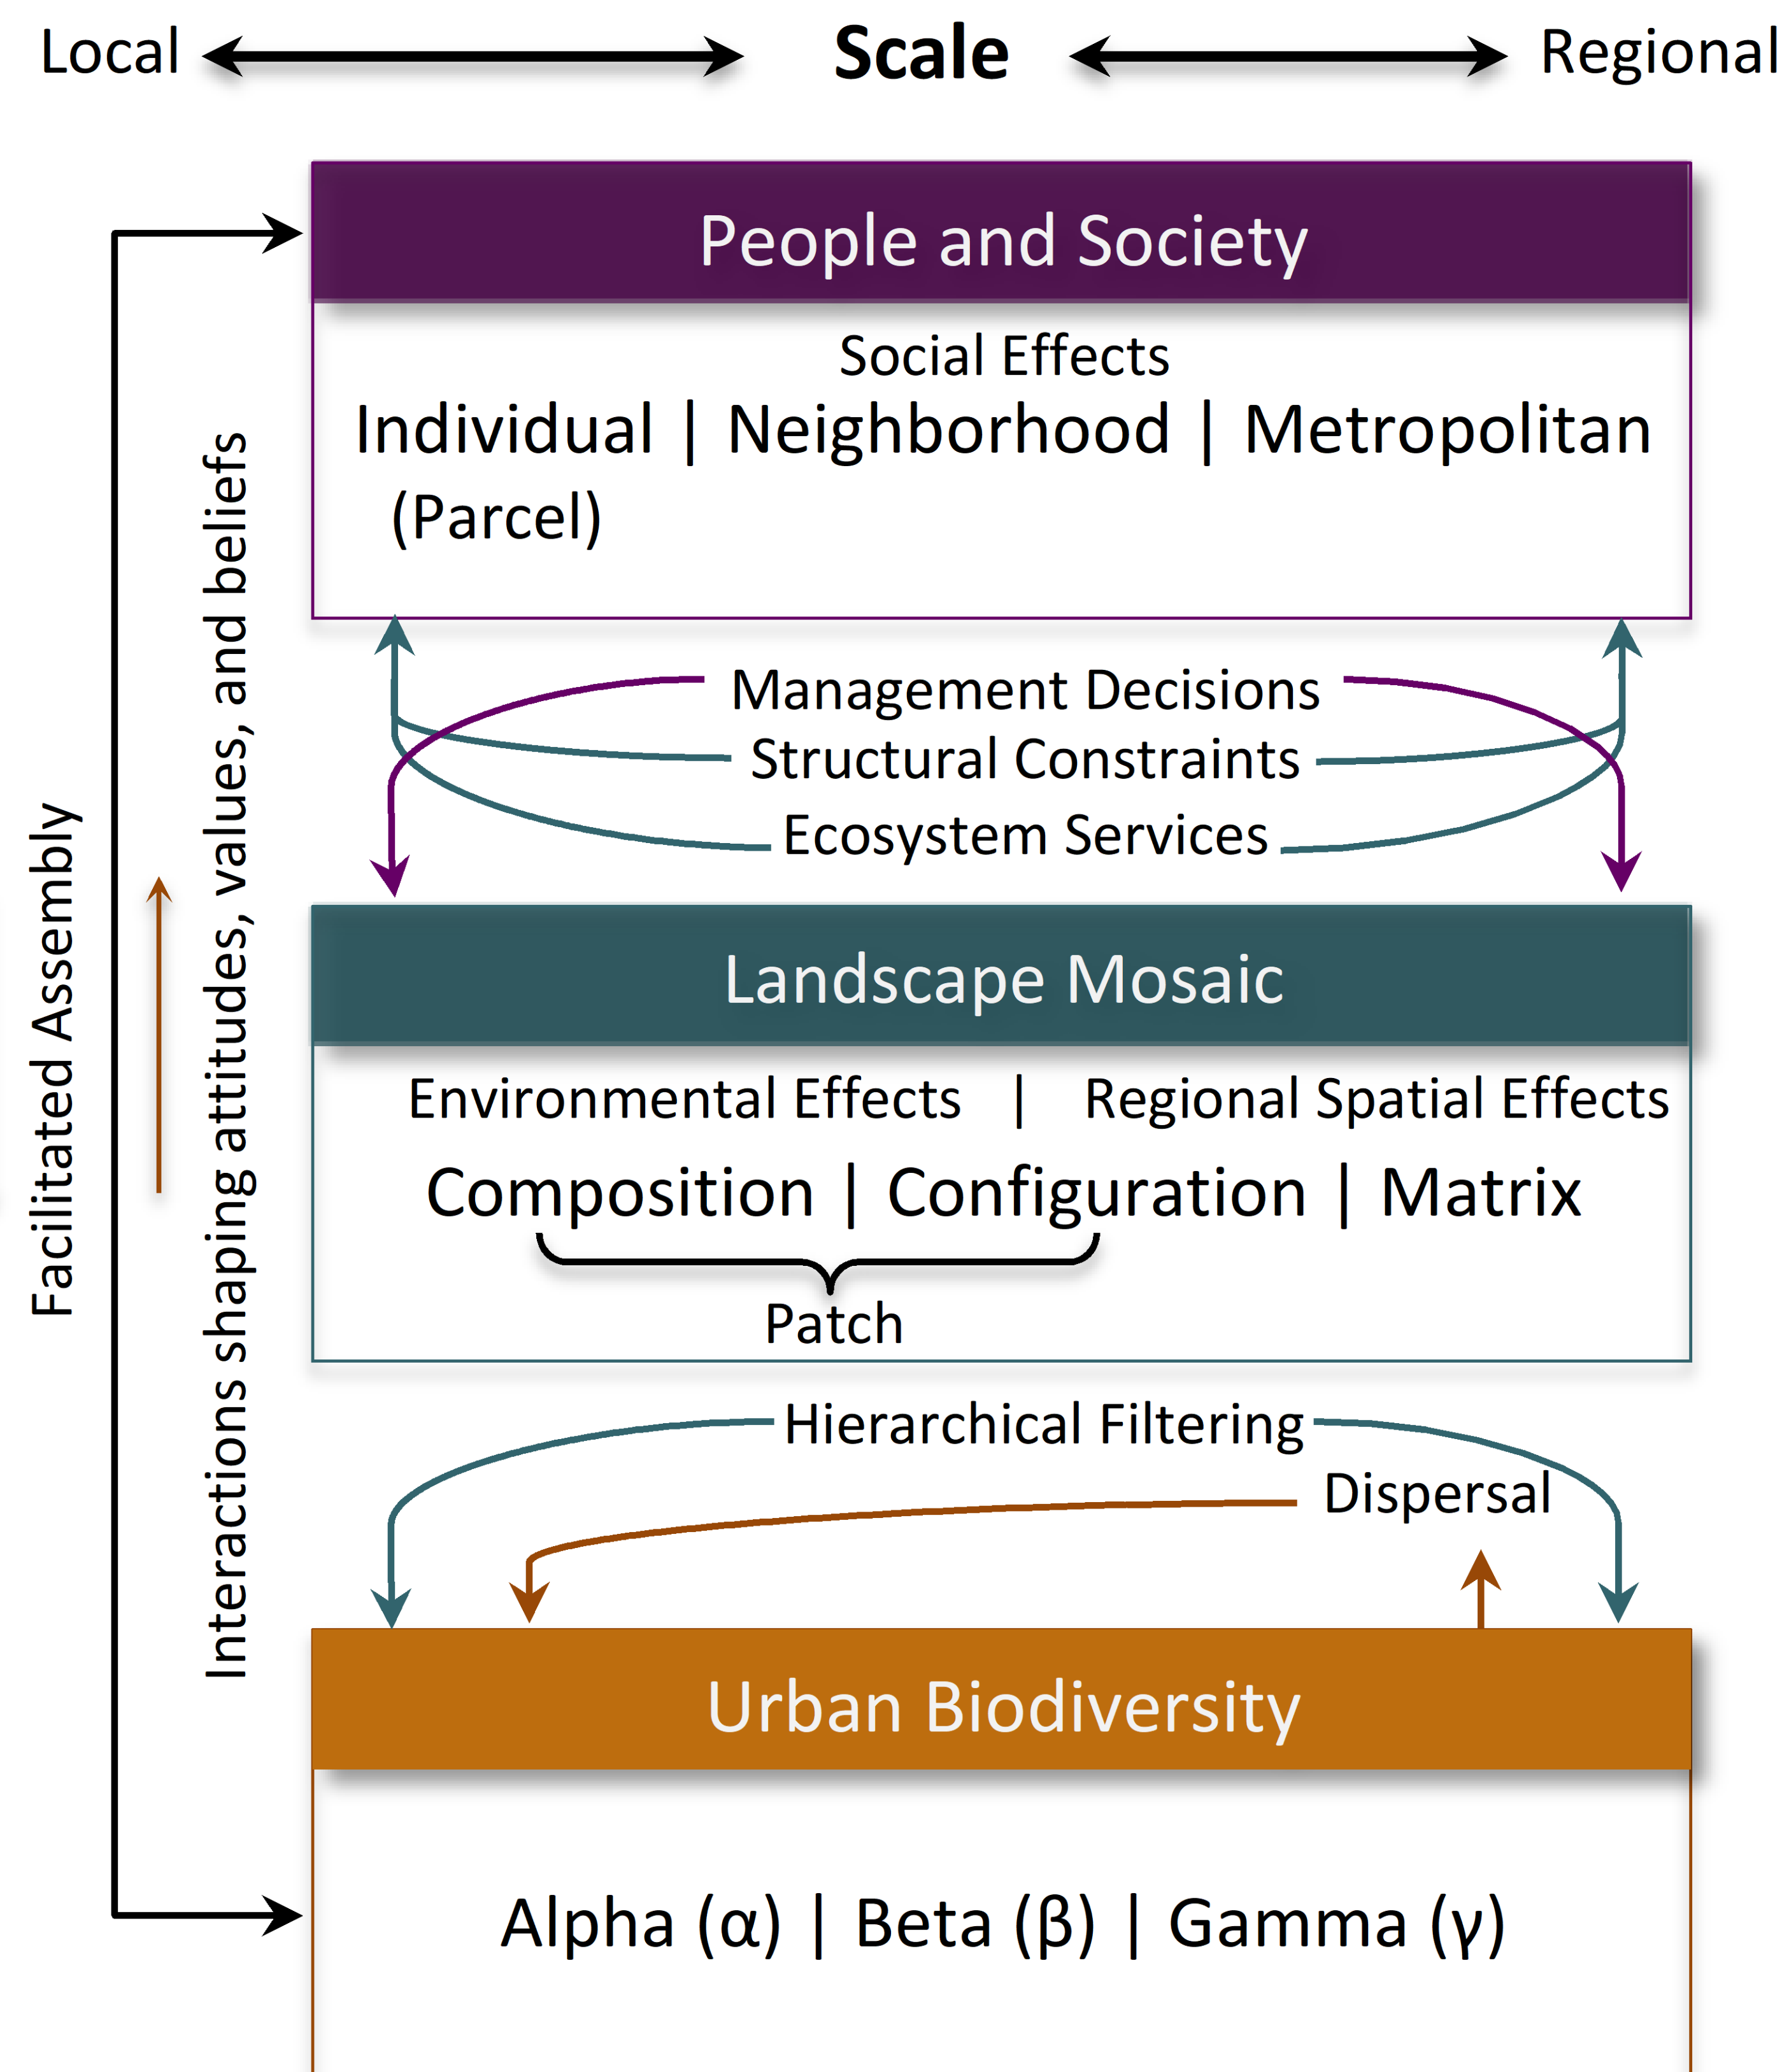 Local Scale Regional
People and Society
Social Effects
Individual | Neighborhood | Metropolitan
(Parcel)
Management Decisions
Structural Constraints
Ecosystem Services
Landscape Mosaic
Environmental Effects | Regional Spatial Effects
Composition | Configuration | Matrix
Patch
Hierarchical Filtering
Dispersal
Urban Biodiversity
Alpha (α) | Beta (β) | Gamma (γ)
Facilitated Assembly
Interactions shaping attitudes, values, and beliefs